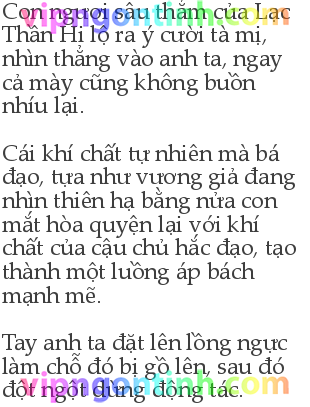 Con ngươi sâu thẳm của Lạc
Thần Hi lộ ra ý cười tà mị,
nhìn thẳng vào anh ta, ngay
cả mày cũng không buồn
nhíu lại.
Cái khí chất tự nhiên mà bá
đạo, tựa như vương giả đang
nhìn thiên hạ bằng nửa con
mắt hòa quyện lại với khí
chất của cậu chủ hắc đạo, tạo
thành một luồng áp bách
mạnh mẽ.
Tay anh ta đặt lên lồng ngực
làm chỗ đó bị gồ lên, sau đó
đột ngột dừng động tác.
vipngontinh.com
vipngontinh.com